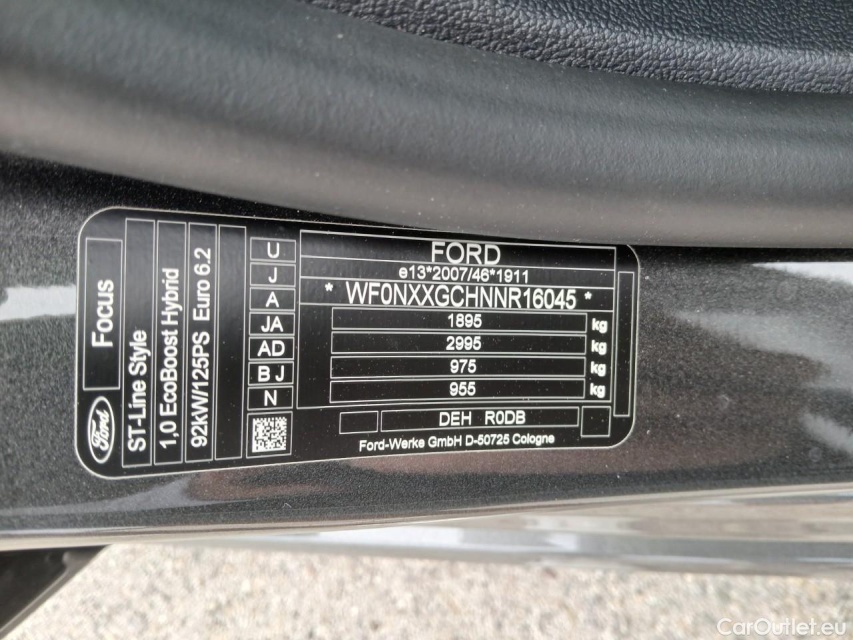 Focus
Ford
ST-Line Style
1,0 EcoBoost Hybrid
92kW/125PS Euro 6.2
U
J
A
JA
AD
BJ
N
FORD
e13*2007/46*1911
* WF0NXXGCHNNR16045 *
1895 kg
2995 kg
975 kg
955 kg
DEH R0DB
Ford-Werke GmbH D-50725 Cologne
CarOutlet.eu